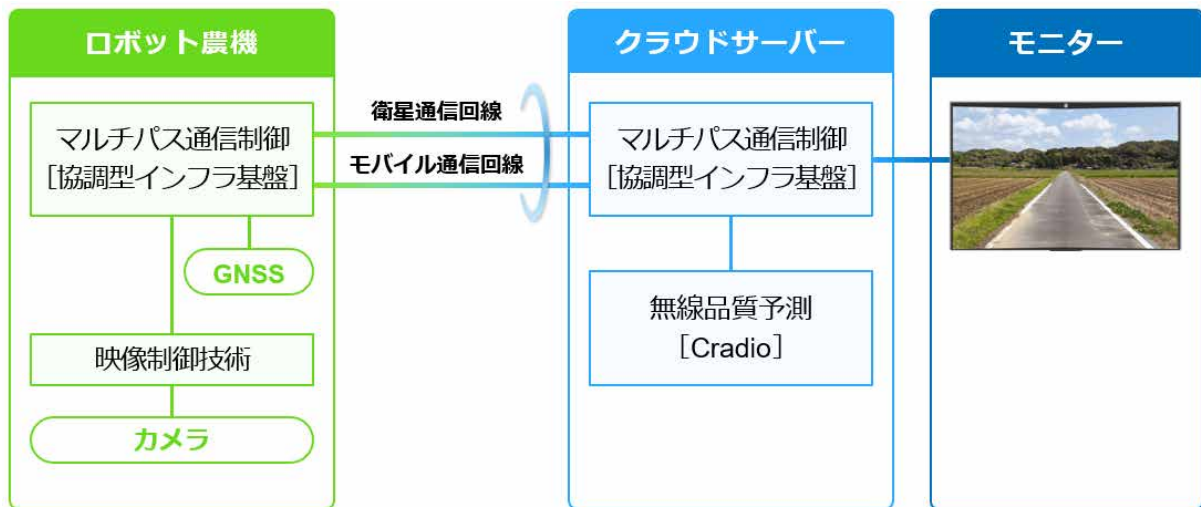 ロボット農機
マルチパス通信制御
[協調型インフラ基盤]
GNSS
映像制御技術
カメラ
衛星通信回線
モバイル通信回線
クラウドサーバー
マルチパス通信制御
[協調型インフラ基盤]
無線品質予測
［Cradio］
モニター